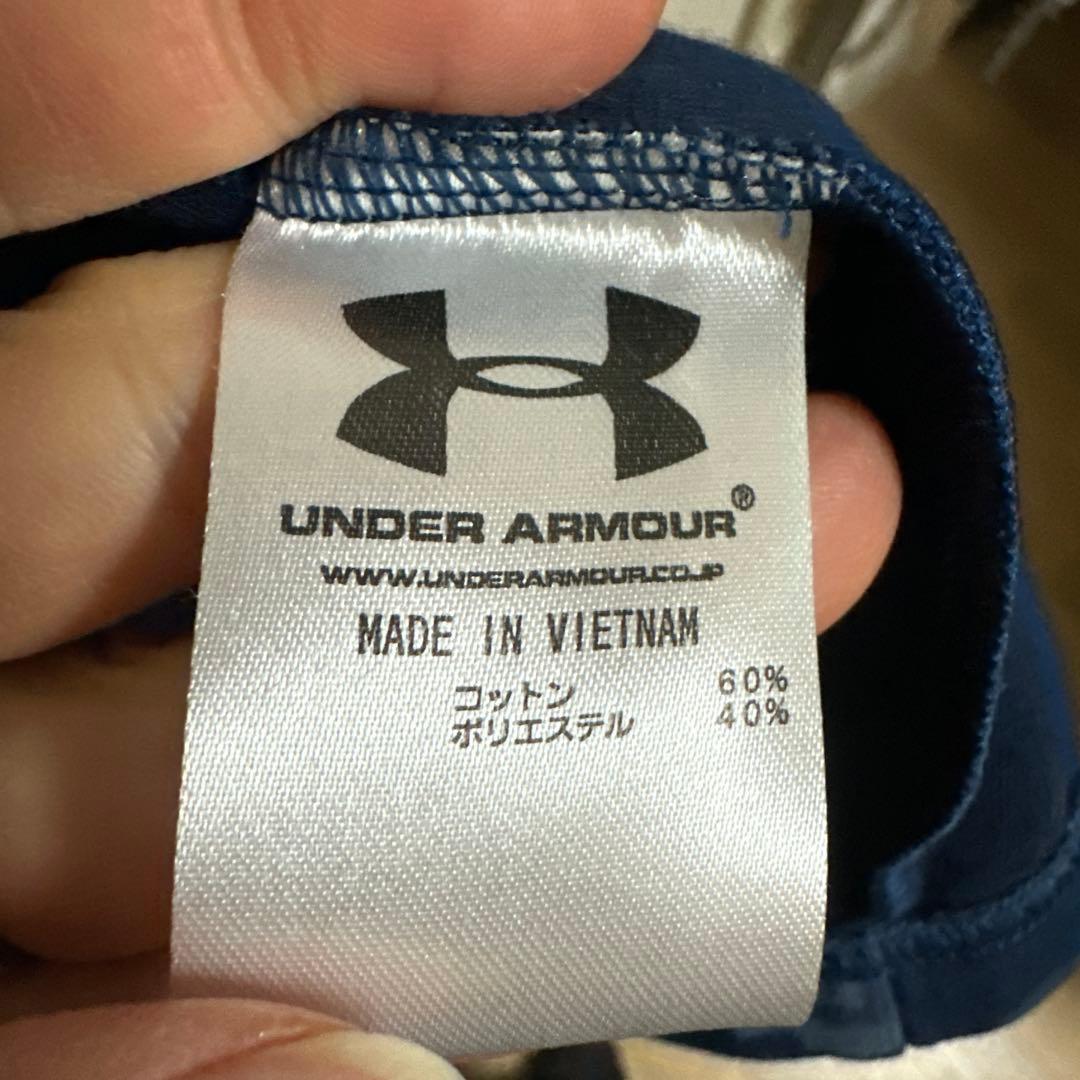 UNDER ARMOUR®
WWW.UNDERARMOUR.CO.JP
MADE IN VIETNAM
コットン 60%
ポリエステル 40%